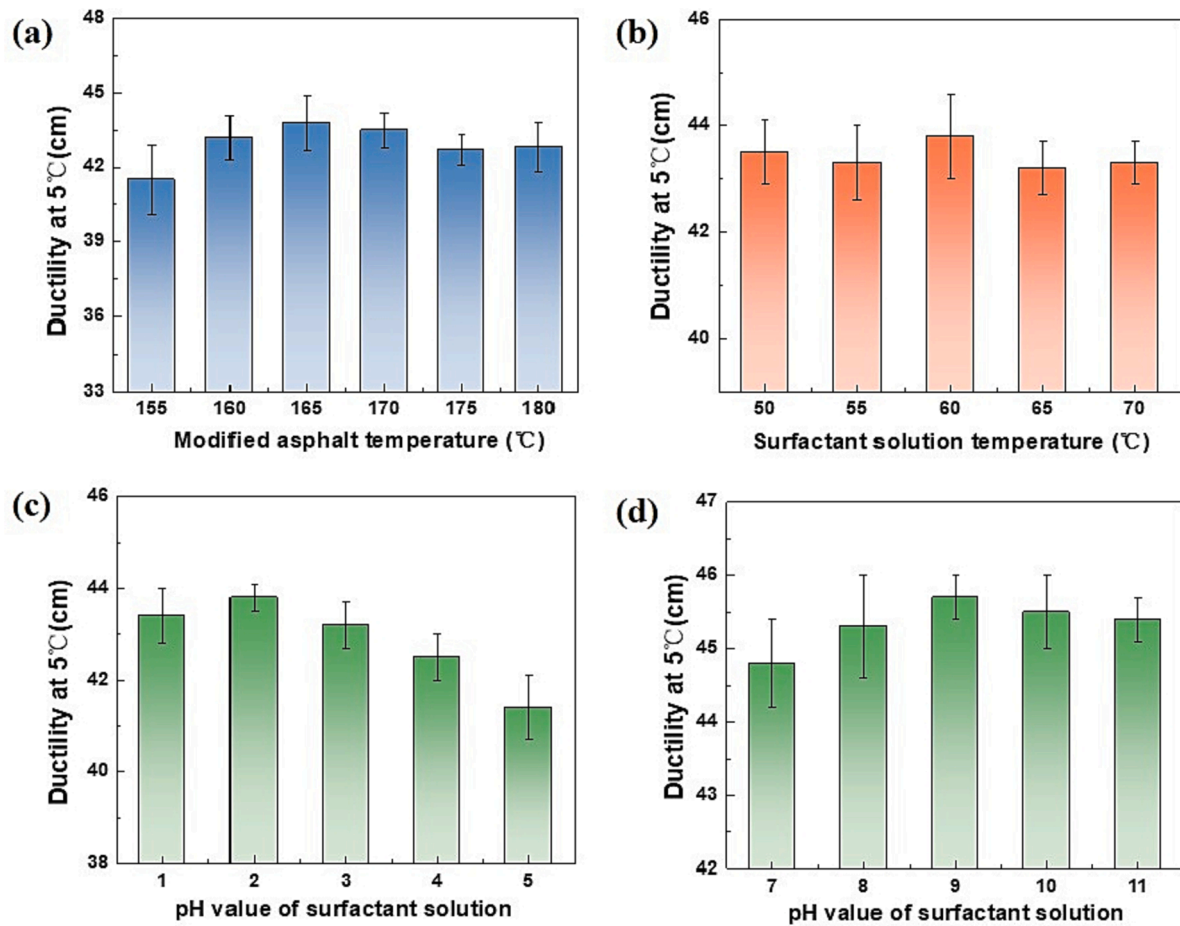 (a)
48
45
42
39
36
33
Ductility at 5℃(cm)
155 160 165 170 175 180
Modified asphalt temperature (℃)
(b)
46
44
42
40
Ductility at 5℃(cm)
50 55 60 65 70
Surfactant solution temperature (℃)
(c)
46
44
42
40
38
Ductility at 5℃(cm)
1 2 3 4 5
pH value of surfactant solution
(d)
47
46
45
44
43
42
Ductility at 5℃(cm)
7 8 9 10 11
pH value of surfactant solution